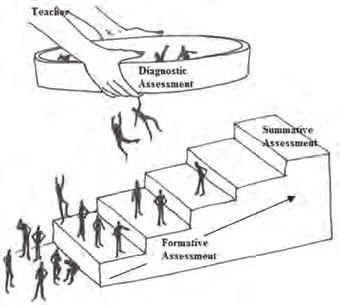 Teacher
Diagnostic
Assessment
Summative
Assessment
Formative
Assessment